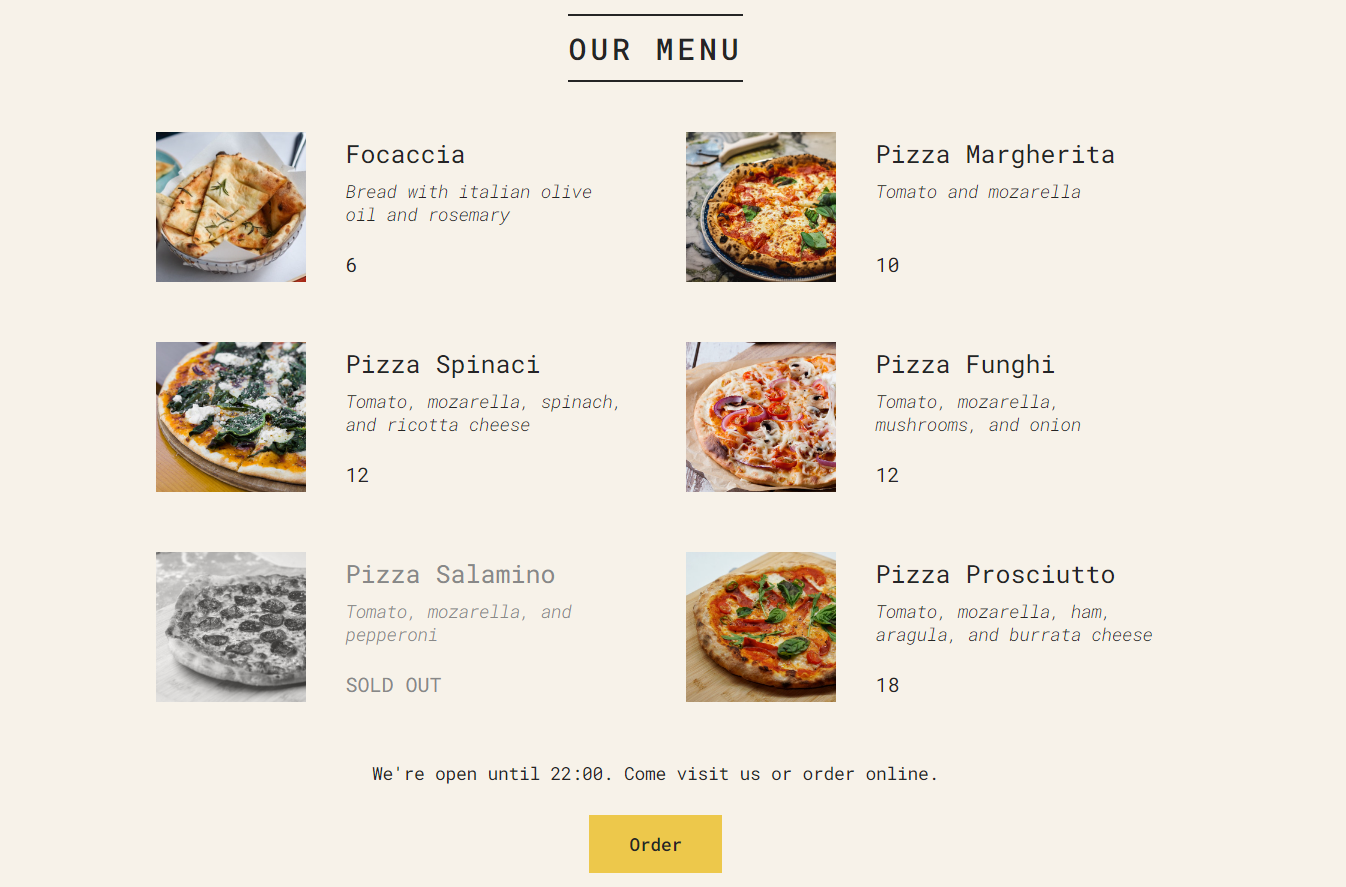 OUR MENU
Focaccia
Bread with italian olive
oil and rosemary
6
Pizza Margherita
Tomato and mozarella
10
Pizza Spinaci
Tomato, mozarella, spinach,
and ricotta cheese
12
Pizza Funghi
Tomato, mozarella,
mushrooms, and onion
12
Pizza Salamino
Tomato, mozarella, and
pepperoni
SOLD OUT
Pizza Prosciutto
Tomato, mozarella, ham,
aragula, and burrata cheese
18
We're open until 22:00. Come visit us or order online.
Order